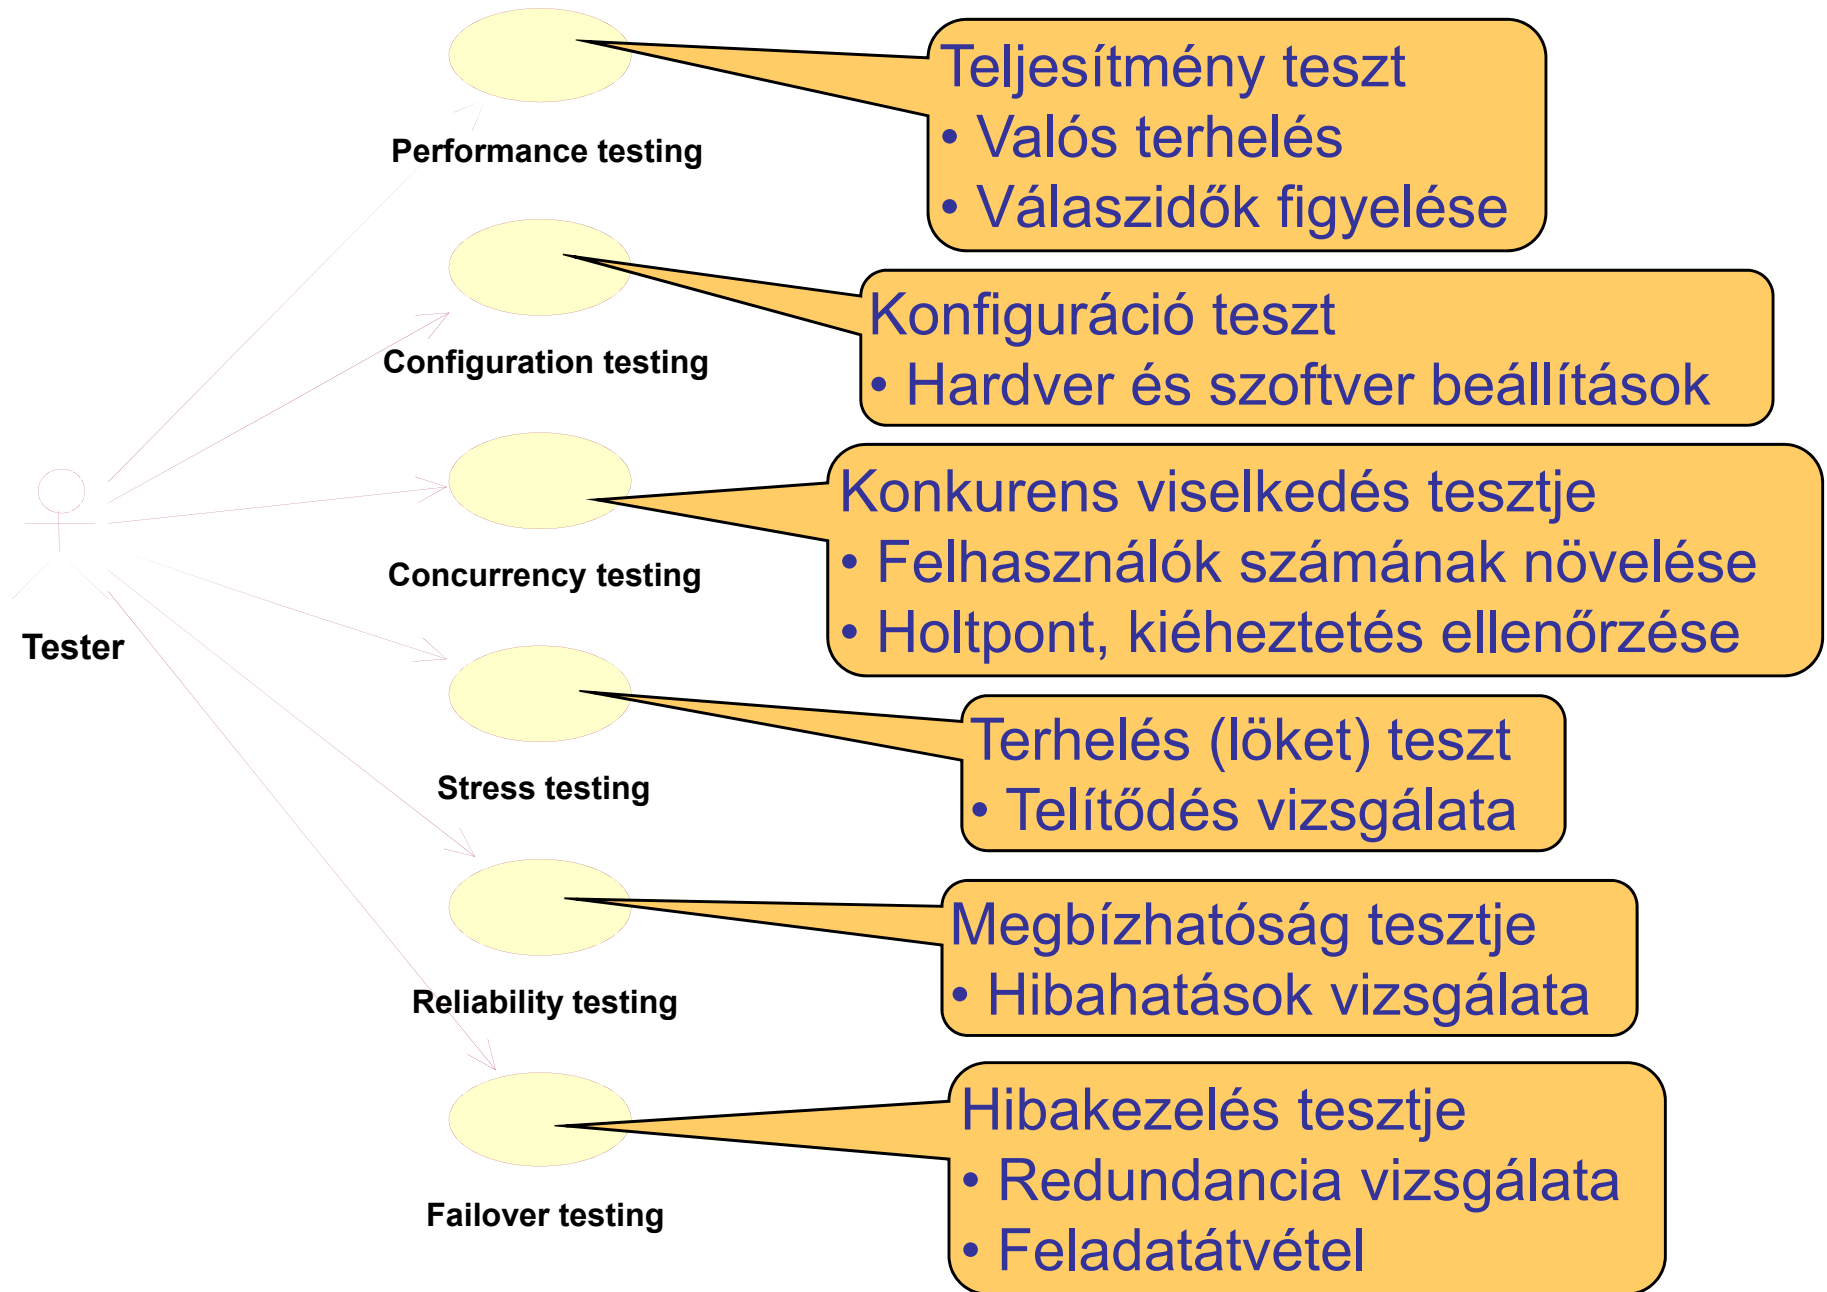 Performance testing
Teljesítmény teszt
• Valós terhelés
• Válaszidők figyelése
Configuration testing
Konfiguráció teszt
• Hardver és szoftver beállítások
Tester
Concurrency testing
Konkurens viselkedés tesztje
• Felhasználók számának növelése
• Holtpont, kiéheztetés ellenőrzése
Stress testing
Terhelés (löket) teszt
• Telítődés vizsgálata
Reliability testing
Megbízhatóság tesztje
• Hibahatások vizsgálata
Failover testing
Hibakezelés tesztje
• Redundancia vizsgálata
• Feladatátvétel